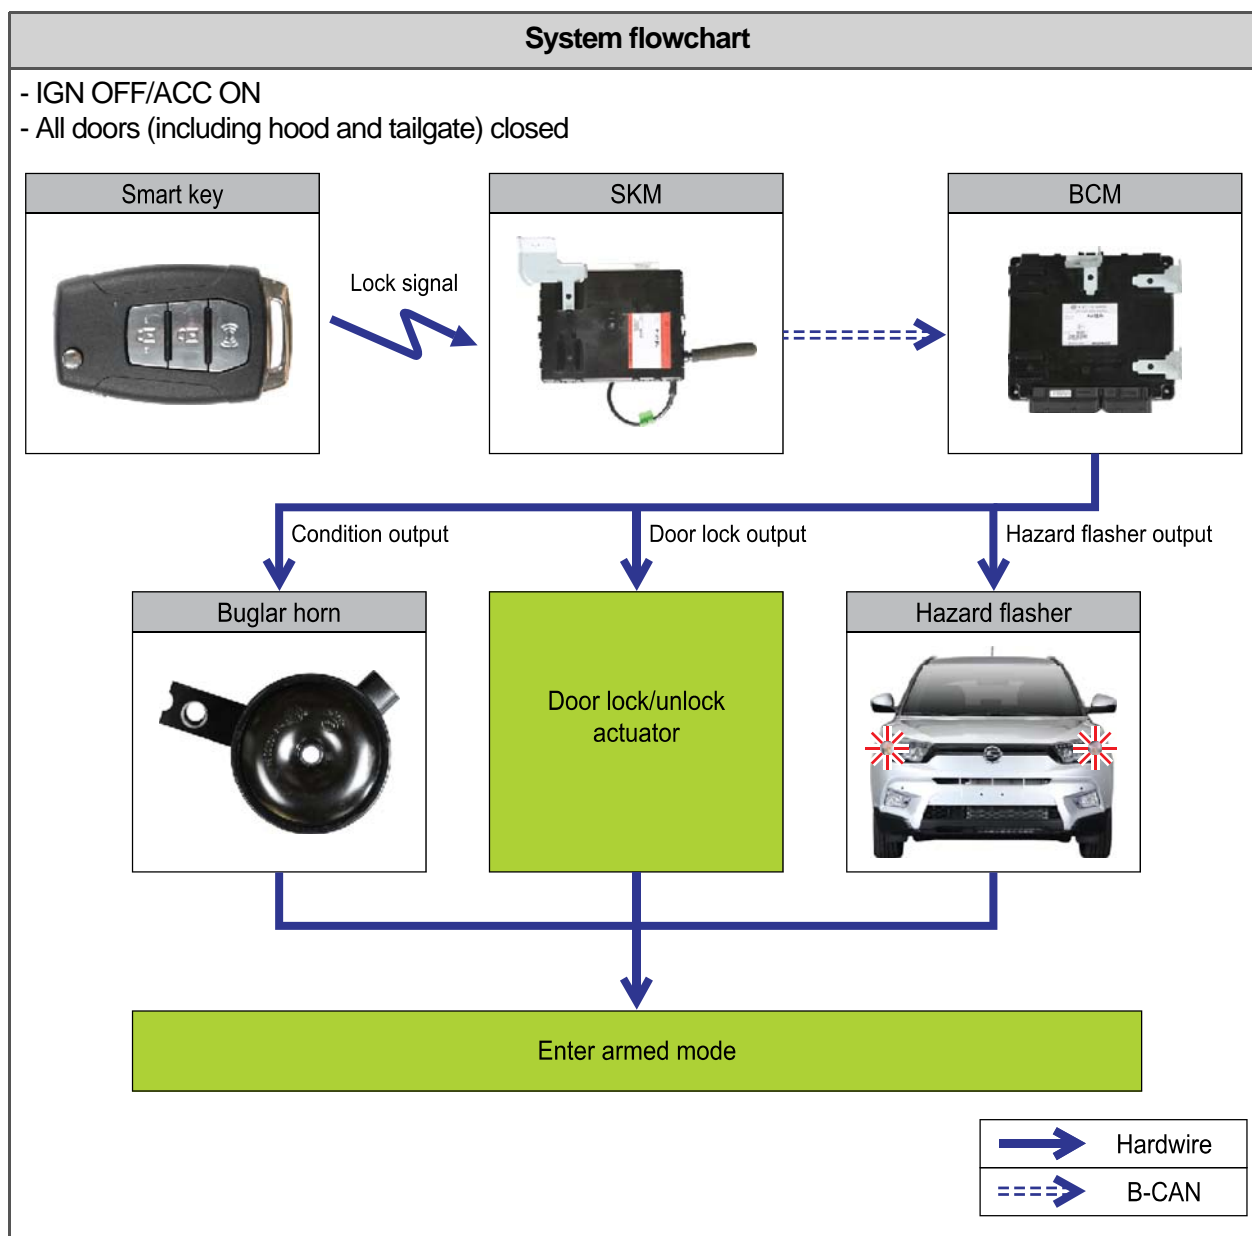 System flowchart
- IGN OFF/ACC ON
- All doors (including hood and tailgate) closed
Smart key
SKM
BCM
Lock signal
Condition output
Door lock output
Hazard flasher output
Buglar horn
Door lock/unlock
actuator
Hazard flasher
Enter armed mode
Hardwire
B-CAN